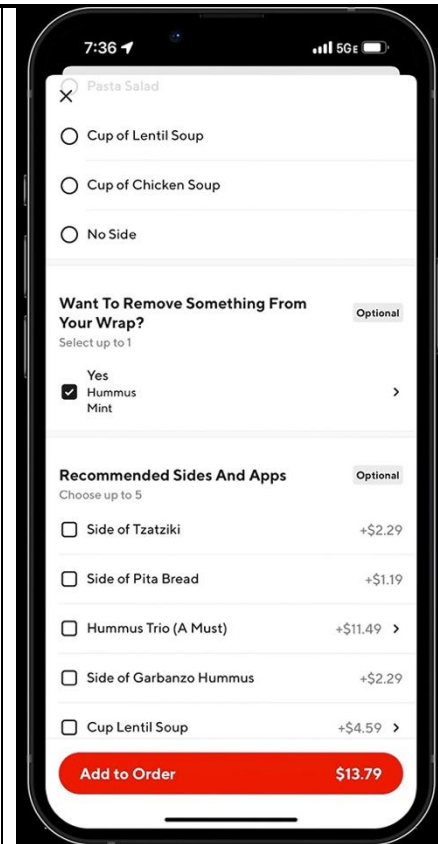 7:36
5GE
Pasta Salad
Cup of Lentil Soup
Cup of Chicken Soup
No Side
Want To Remove Something From
Your Wrap?
Optional
Select up to 1
Yes
Hummus
Mint
Recommended Sides And Apps
Optional
Choose up to 5
Side of Tzatziki +$2.29
Side of Pita Bread +$1.19
Hummus Trio (A Must) +$11.49
Side of Garbanzo Hummus +$2.29
Cup Lentil Soup +$4.59
Add to Order $13.79